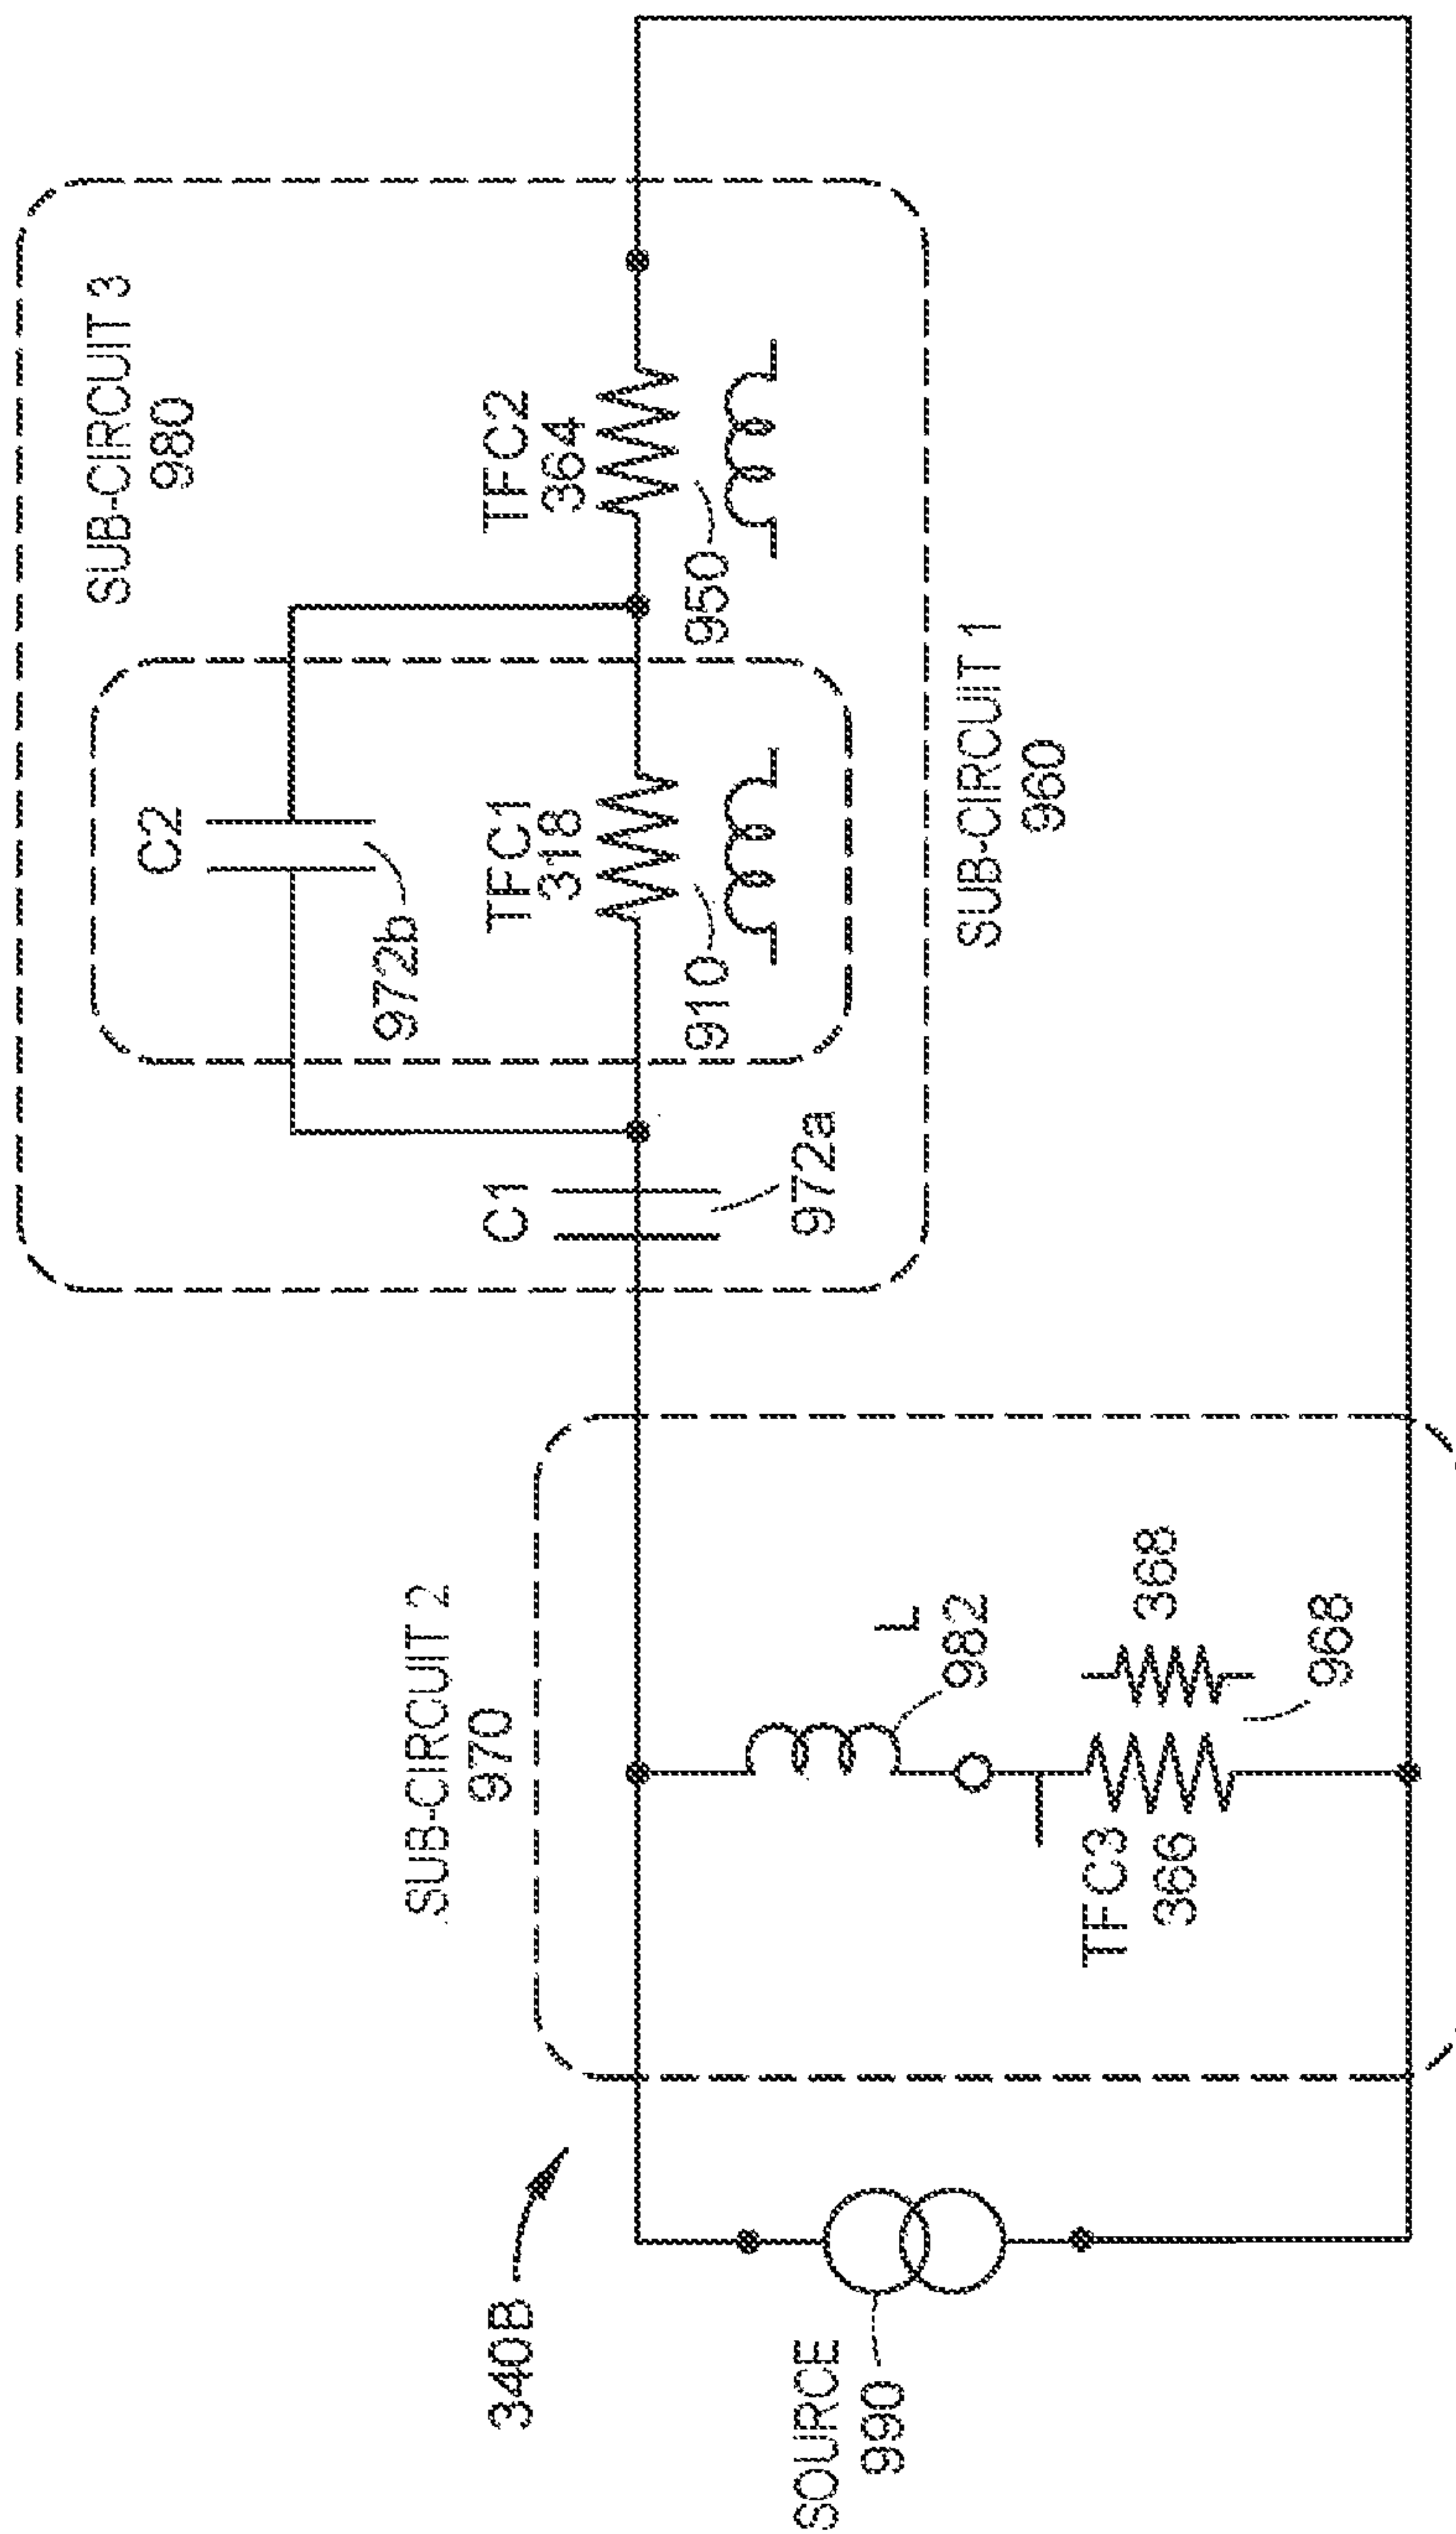 340B
SOURCE
990
SUB-CIRCUIT 2
970
L
982
TFC3
366
368
968
SUB-CIRCUIT 3
980
C1
972a
C2
972b
TFC1
318
910
TFC2
364
950
SUB-CIRCUIT 1
960